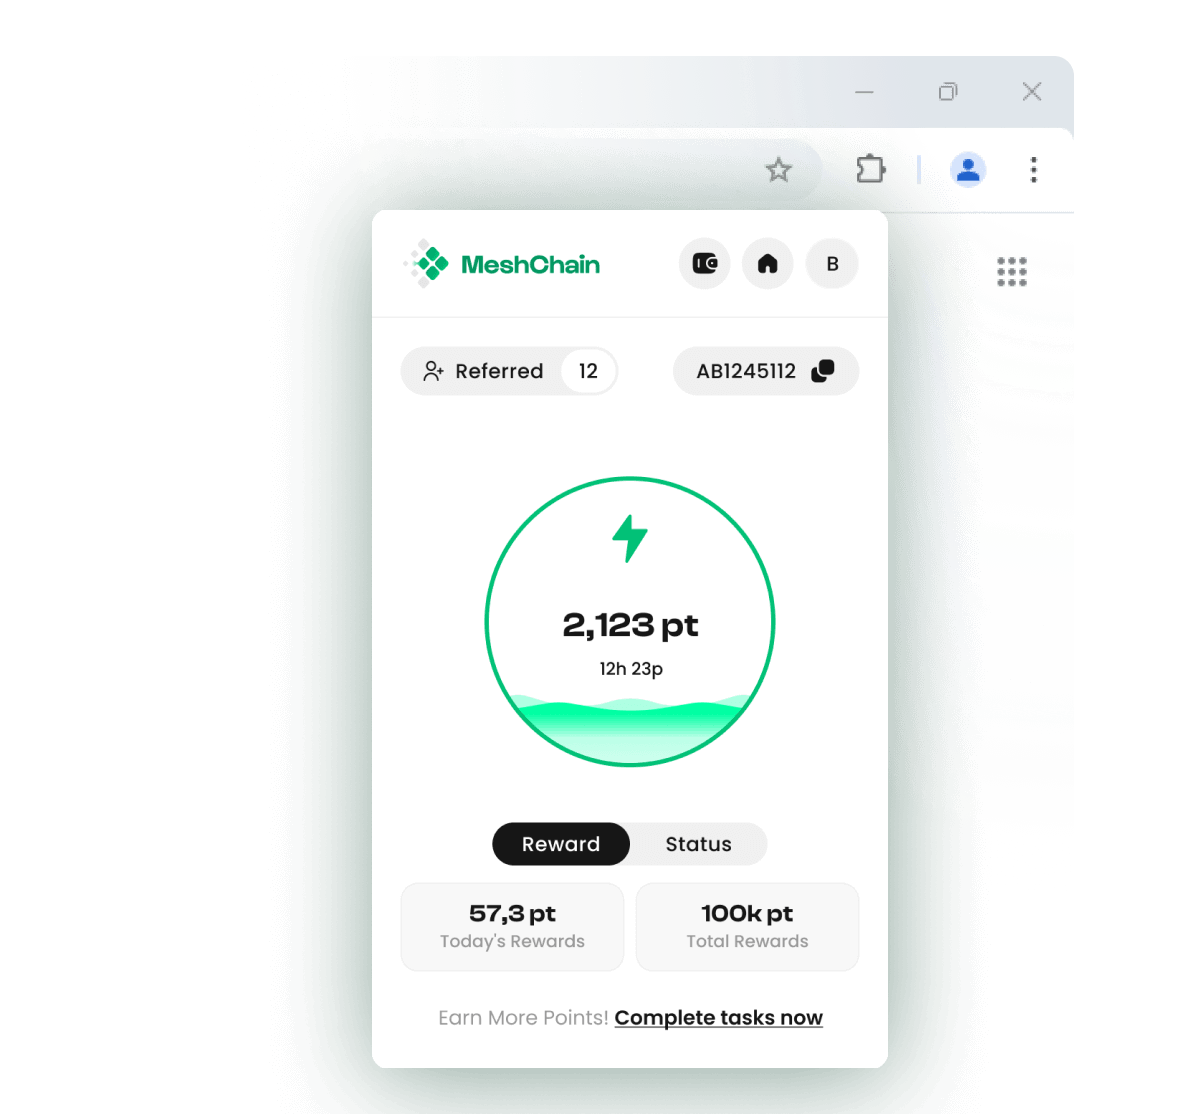 MeshChain
B
Referred 12
AB1245112
2,123 pt
12h 23p
Reward Status
57,3 pt 100k pt
Today's Rewards Total Rewards
Earn More Points! Complete tasks now